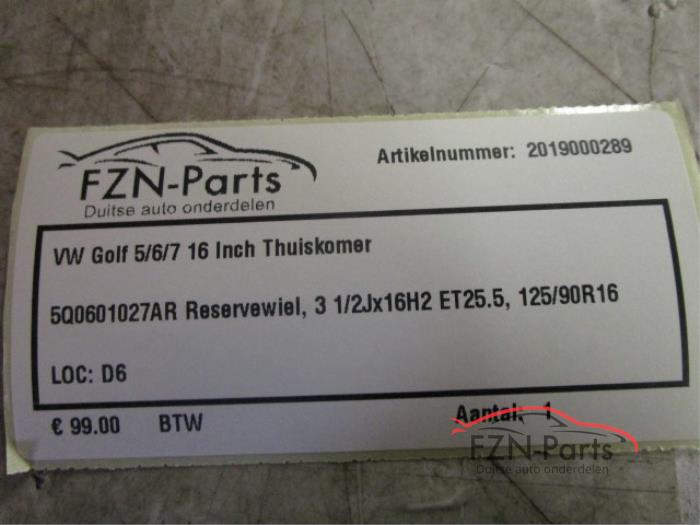 FZN-Parts
Duitse auto onderdelen
Artikelnummer: 2019000289
VW Golf 5/6/7 16 Inch Thuiskomer
5Q0601027AR Reservewiel, 3 1/2Jx16H2 ET25.5, 125/90R16
LOC: D6
€ 99.00 BTW Aantal: 1
FZN-Parts
Duitse auto onderdelen